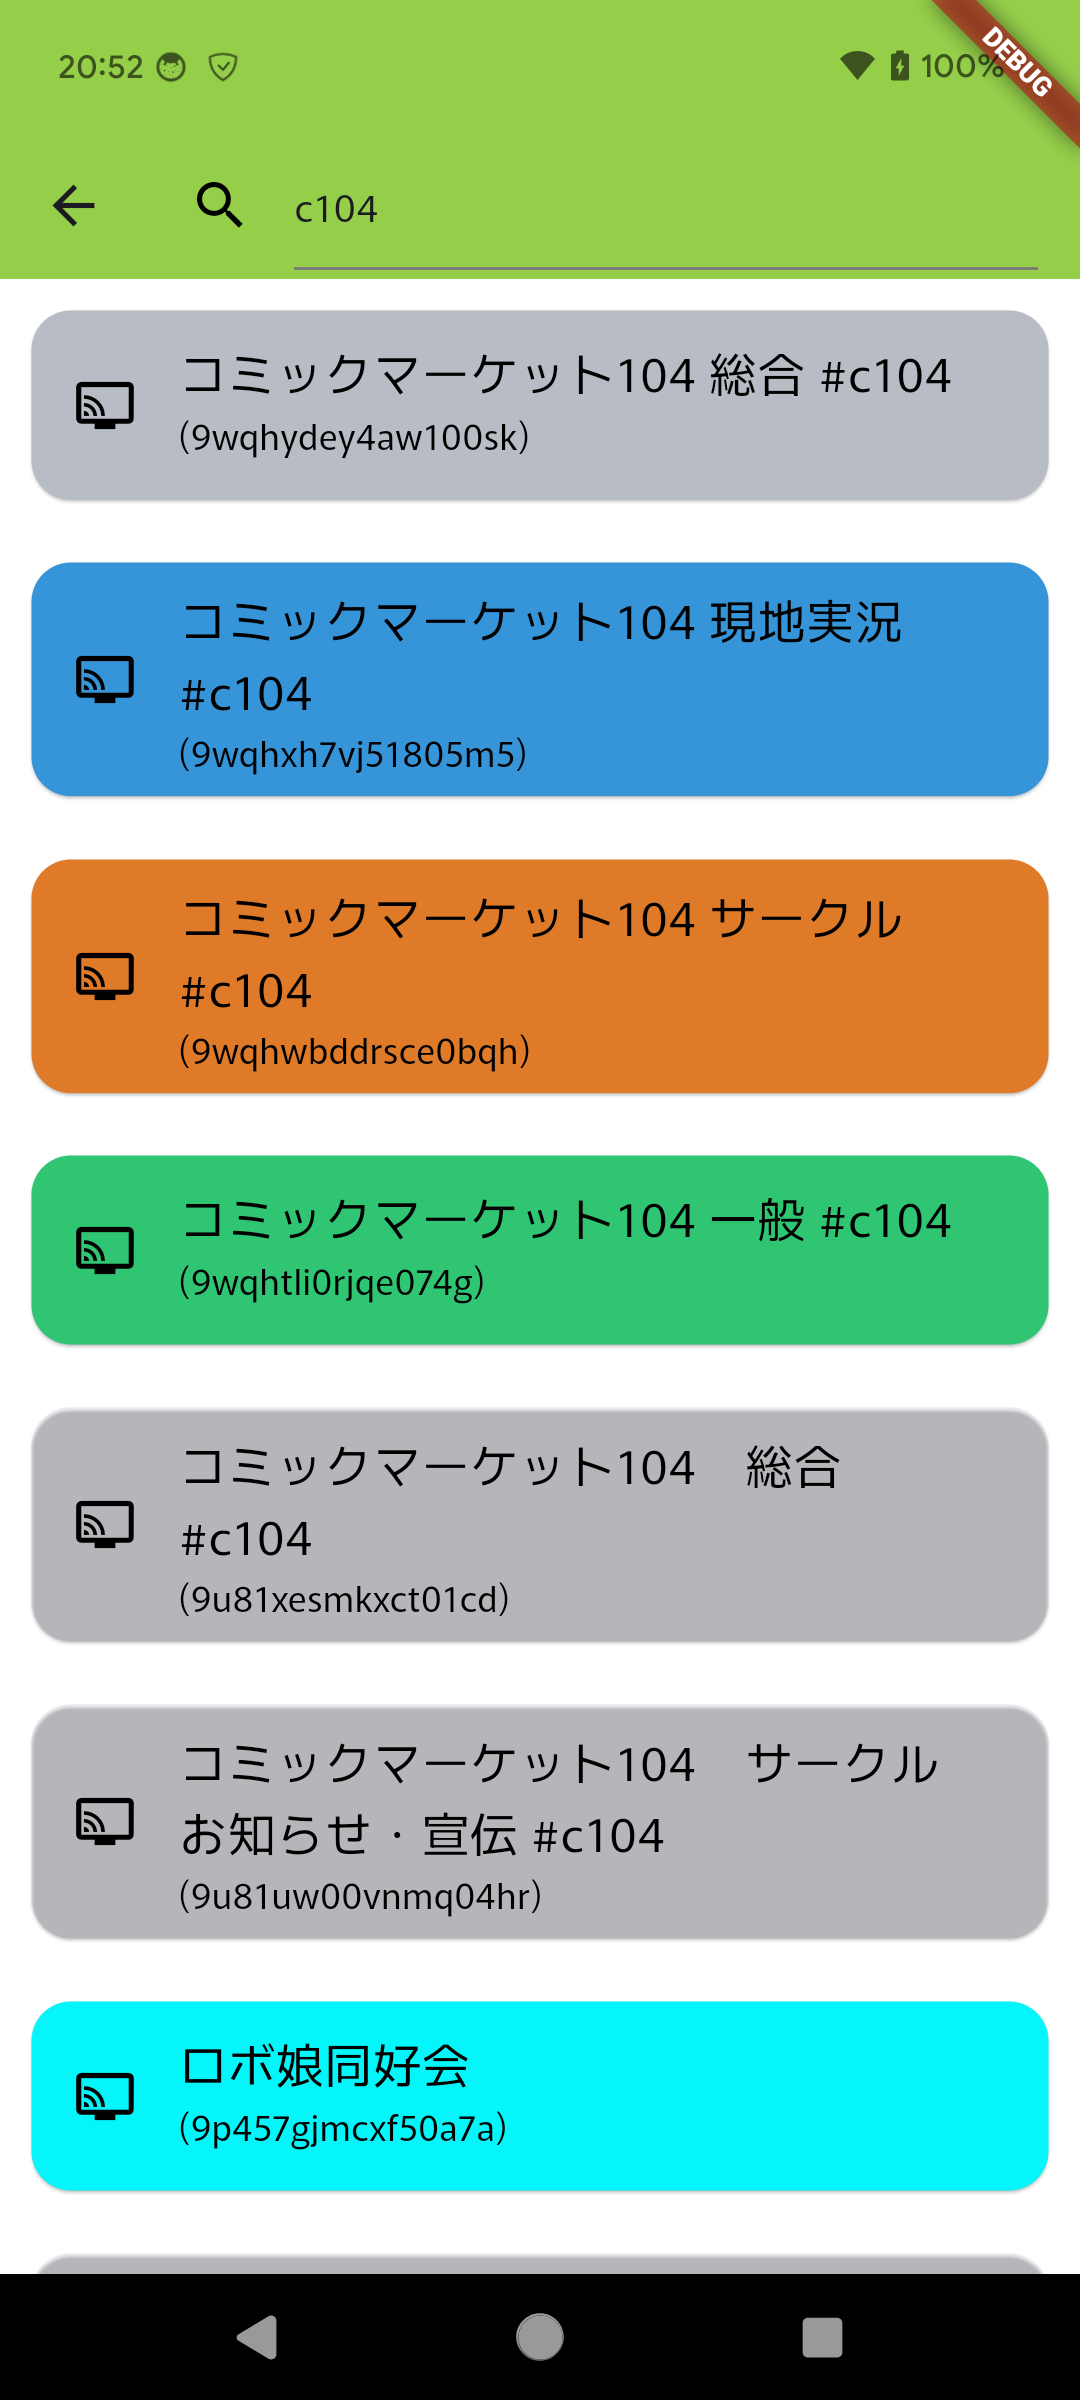 20:52
100%
DEBUG
c104
コミックマーケット104 総合 #c104
(9wqhydey4aw100sk)
コミックマーケット104 現地実況
#c104
(9wqhxh7vj51805m5)
コミックマーケット104 サークル
#c104
(9wqhwbddrsce0bqh)
コミックマーケット104 一般 #c104
(9wqhtli0rjqe074g)
コミックマーケット104　総合
#c104
(9u81xesmkxct01cd)
コミックマーケット104　サークル
お知らせ・宣伝 #c104
(9u81uw00vnmq04hr)
ロボ娘同好会
(9p457gjmcxf50a7a)